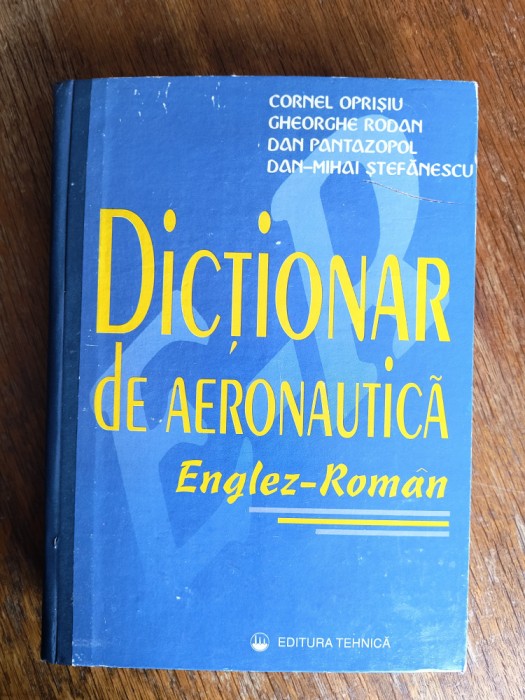 CORNEL OPRIȘIU
GHEORGHE RODAN
DAN PANTAZOPOL
DAN–MIHAI ȘTEFĂNESCU
DICȚIONAR
de AERONAUTICĂ
Englez-Român
EDITURA TEHNICĂ